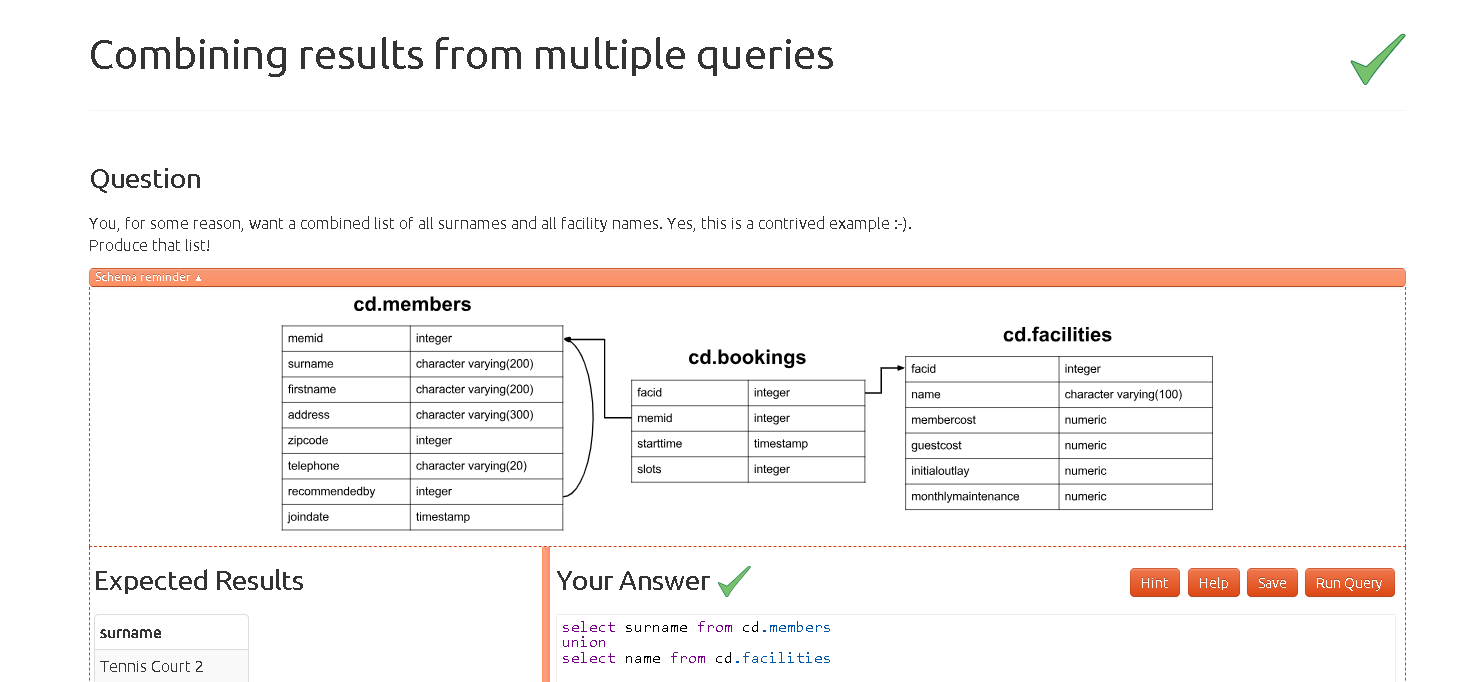 Combining results from multiple queries
Question
You, for some reason, want a combined list of all surnames and all facility names. Yes, this is a contrived example :-).
Produce that list!
Schema reminder ▲
cd.members
memid integer
surname character varying(200)
firstname character varying(200)
address character varying(300)
zipcode integer
telephone character varying(20)
recommendedby integer
joindate timestamp
cd.bookings
facid integer
memid integer
starttime timestamp
slots integer
cd.facilities
facid integer
name character varying(100)
membercost numeric
guestcost numeric
initialoutlay numeric
monthlymaintenance numeric
Expected Results
surname
Tennis Court 2
Your Answer
Hint Help Save Run Query
select surname from cd.members
union
select name from cd.facilities